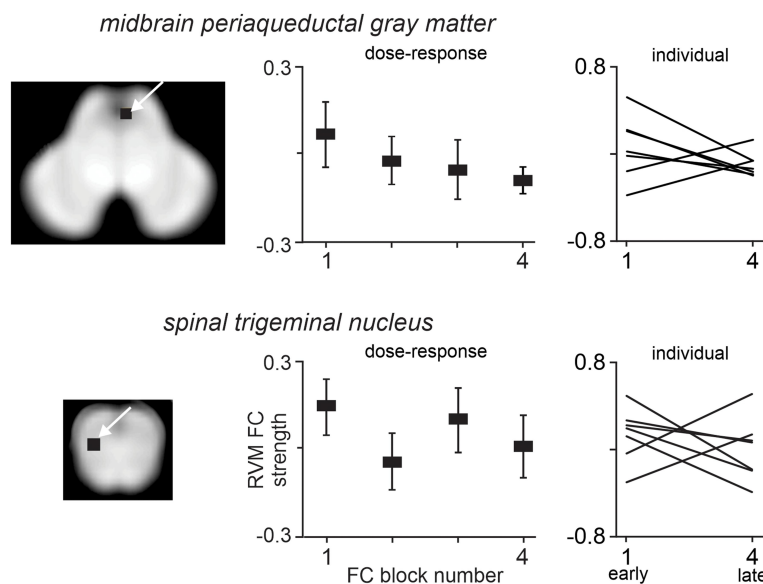 midbrain periaqueductal gray matter
dose-response
individual
0.3
-0.3
1
4
0.8
-0.8
1
4
spinal trigeminal nucleus
dose-response
individual
0.3
-0.3
RVM FC
strength
1
4
FC block number
0.8
-0.8
1
4
early
late